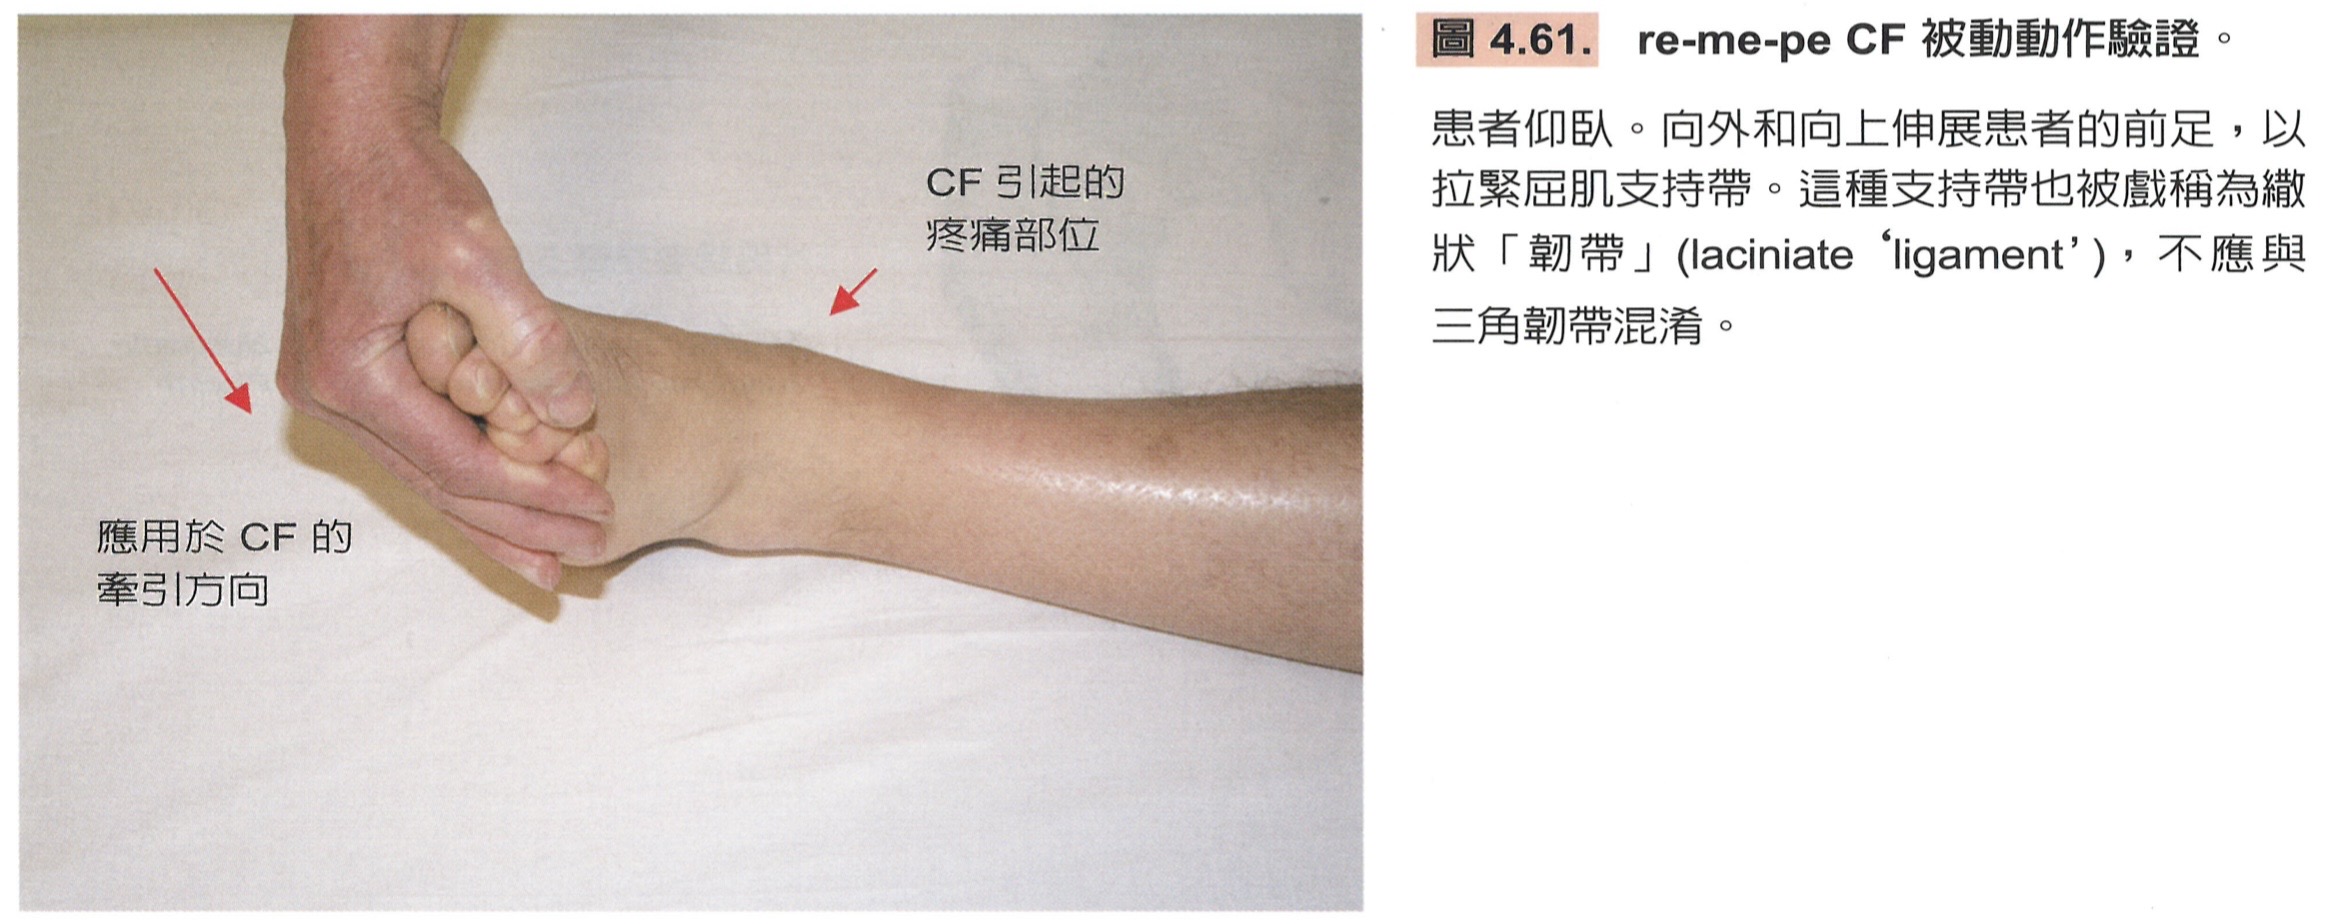 圖 4.61. re-me-pe CF 被動動作驗證。
患者仰臥。向外和向上伸展患者的前足，以
拉緊屈肌支持帶。這種支持帶也被戲稱為繖
狀「韌帶」(laciniate ‘ligament’)，不應與
三角韌帶混淆。
CF 引起的
疼痛部位
應用於 CF 的
牽引方向